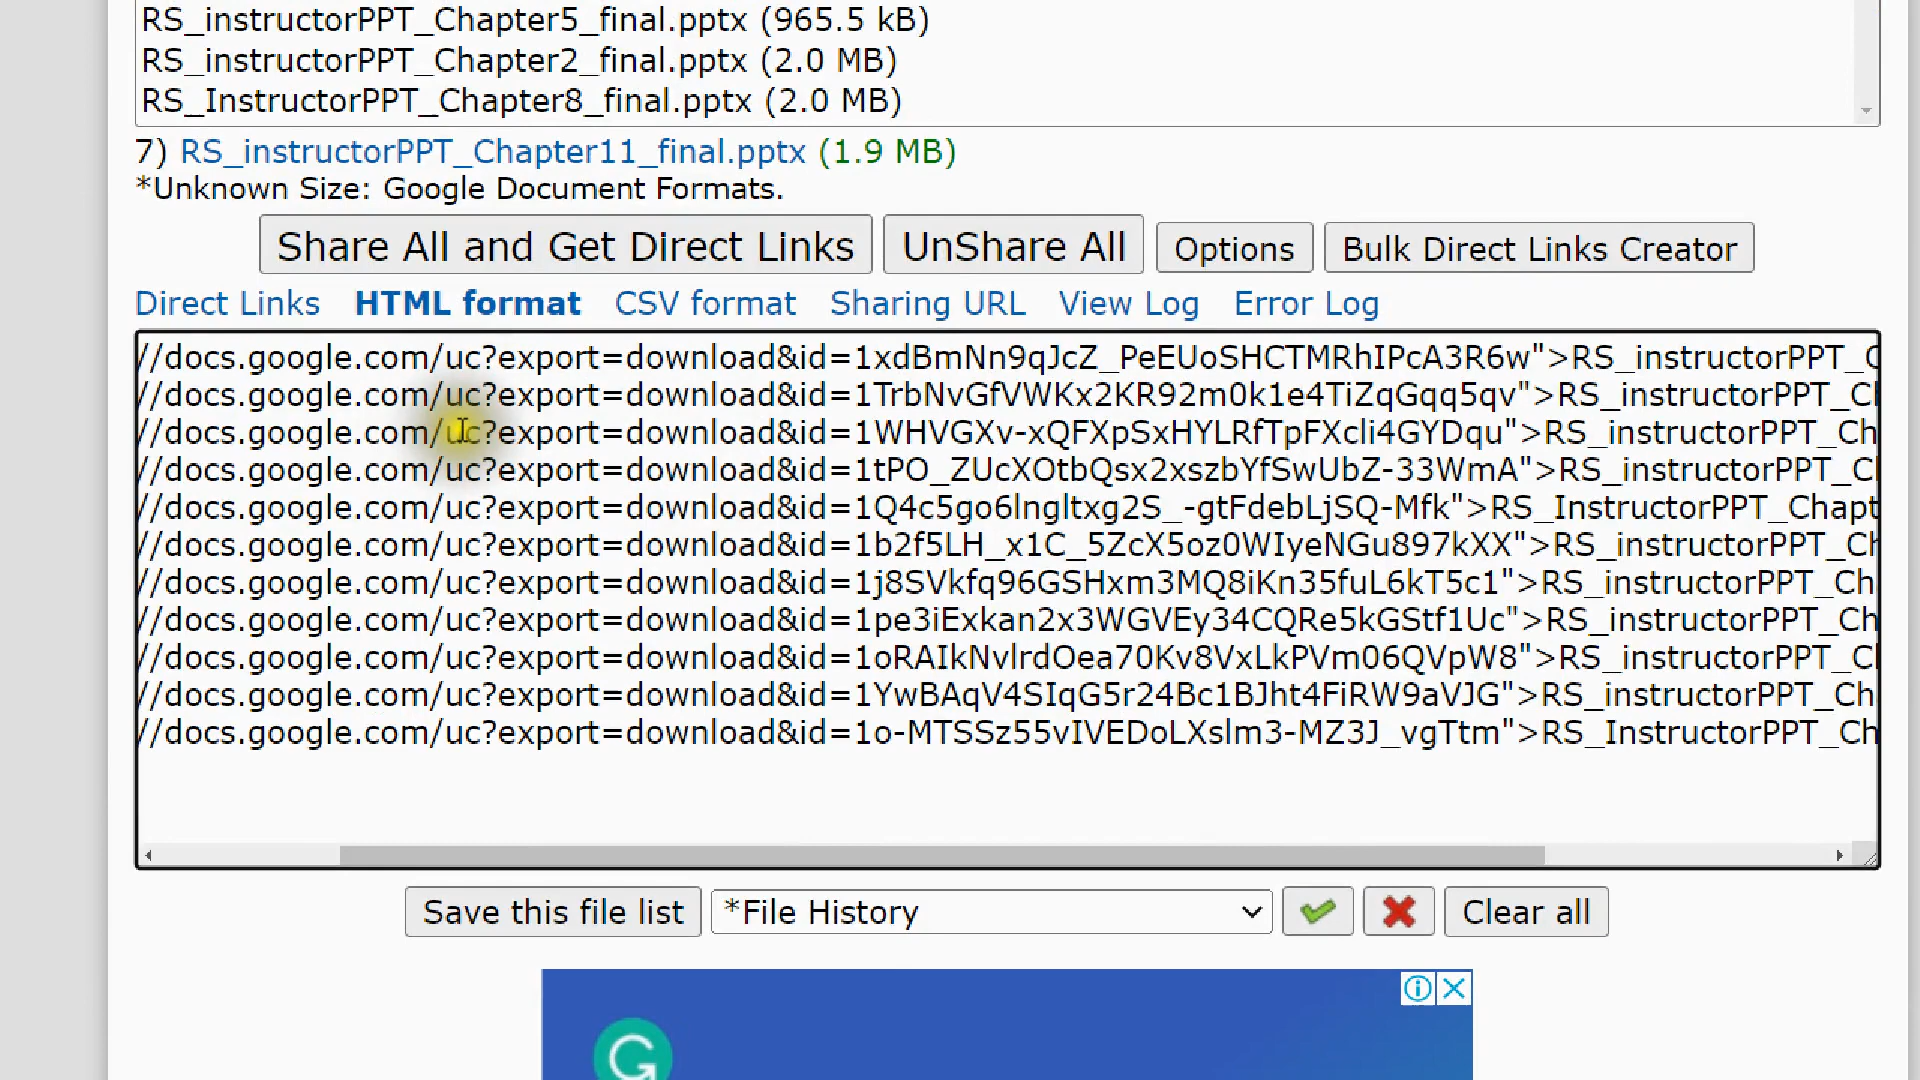 RS_instructorPPT_Chapter5_final.pptx (965.5 kB)
RS_instructorPPT_Chapter2_final.pptx (2.0 MB)
RS_InstructorPPT_Chapter8_final.pptx (2.0 MB)
7) RS_instructorPPT_Chapter11_final.pptx (1.9 MB)
*Unknown Size: Google Document Formats.
Share All and Get Direct Links UnShare All Options Bulk Direct Links Creator
Direct Links HTML format CSV format Sharing URL View Log Error Log
//docs.google.com/uc?export=download&id=1xdBmNn9qJcZ_PeEUoSHCTMRhIPcA3R6w">RS_instructorPPT_C
//docs.google.com/uc?export=download&id=1TrbNvGfVWKx2KR92m0k1e4TiZqGqq5qv">RS_instructorPPT_Ch
//docs.google.com/uc?export=download&id=1WHVGXv-xQFXpSxHYLRfTpFXcli4GYDqu">RS_instructorPPT_Ch
//docs.google.com/uc?export=download&id=1tPO_ZUcXOtbQsx2xszbYfSwUbZ-33WmA">RS_instructorPPT_Ch
//docs.google.com/uc?export=download&id=1Q4c5go6lngltxg2S_-gtFdebLjSQ-Mfk">RS_InstructorPPT_Chapt
//docs.google.com/uc?export=download&id=1b2f5LH_x1C_5ZcX5oz0WIyeNGu897kXX">RS_instructorPPT_Ch
//docs.google.com/uc?export=download&id=1j8SVkfq96GSHxm3MQ8iKn35fuL6kT5c1">RS_instructorPPT_Ch
//docs.google.com/uc?export=download&id=1pe3iExkan2x3WGVEy34CQRe5kGStf1Uc">RS_instructorPPT_Ch
//docs.google.com/uc?export=download&id=1oRAIkNvlrdOea70Kv8VxLkPVm06QVpW8">RS_instructorPPT_Ch
//docs.google.com/uc?export=download&id=1YwBAqV4SIqG5r24Bc1BJht4FiRW9aVJG">RS_instructorPPT_Ch
//docs.google.com/uc?export=download&id=1o-MTSSz55vIVEDoLXslm3-MZ3J_vgTtm">RS_InstructorPPT_Ch
Save this file list *File History Clear all